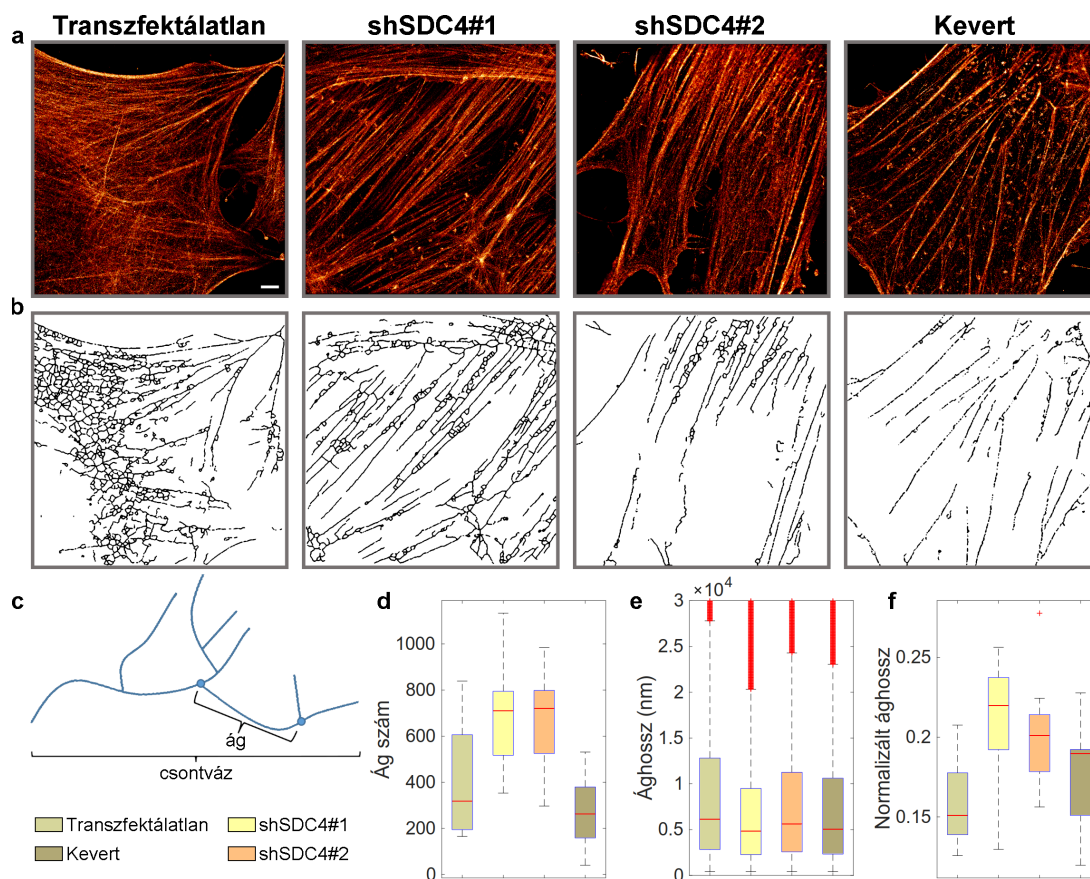 Transzfektálatlan shSDC4#1 shSDC4#2 Kevert
a
b
c
ág
csontváz
Transzfektálatlan shSDC4#1
Kevert shSDC4#2
d
Ág szám
1000
800
600
400
200
0
e
×10⁴
Ághossz (nm)
3
2.5
2
1.5
1
0.5
0
f
Normalizált ághossz
0.25
0.2
0.15